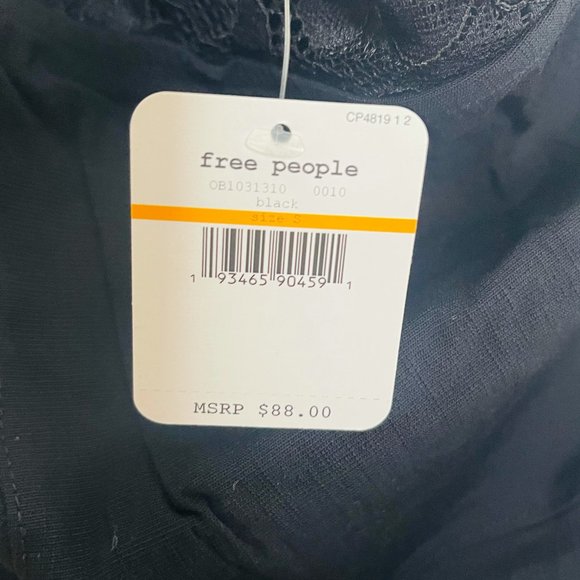 CP4819 1 2
free people
OB1031310 0010
black
size S
1 93465 90459 1
MSRP $88.00